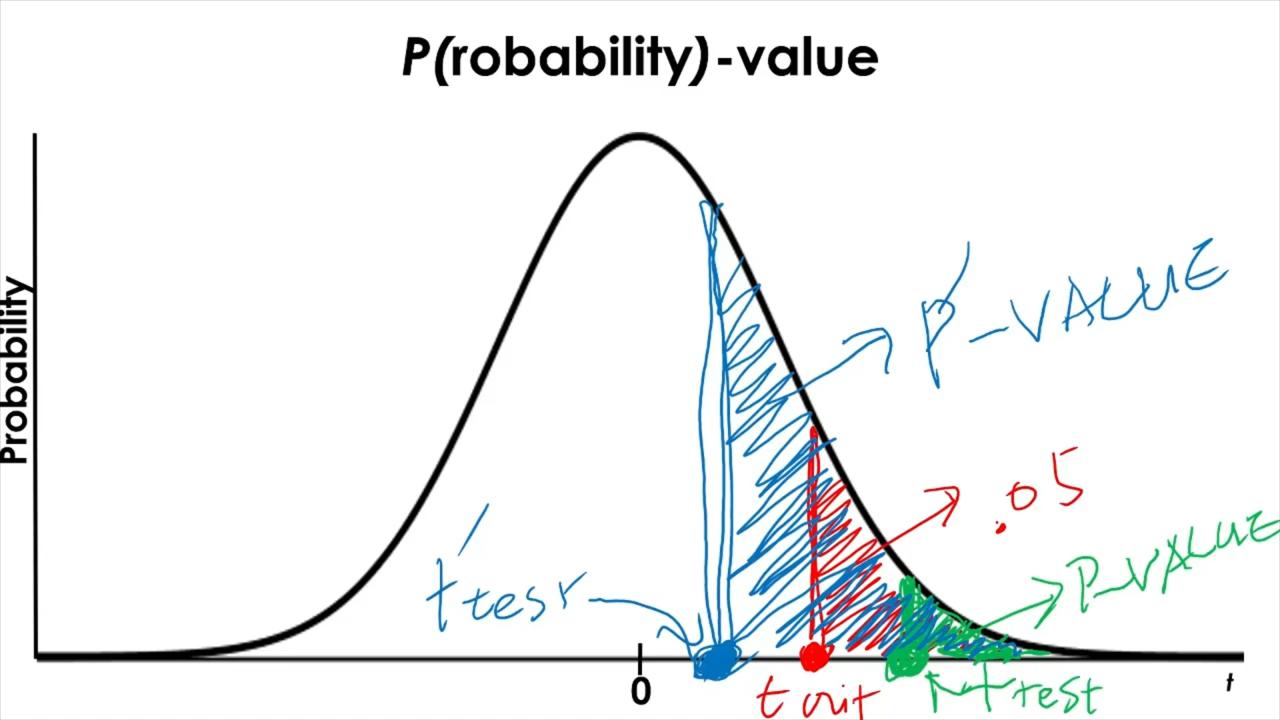 P(robability)-value
Probability
P-VALUE
.05
P-VALUE
t test
0
t crit
t test
t